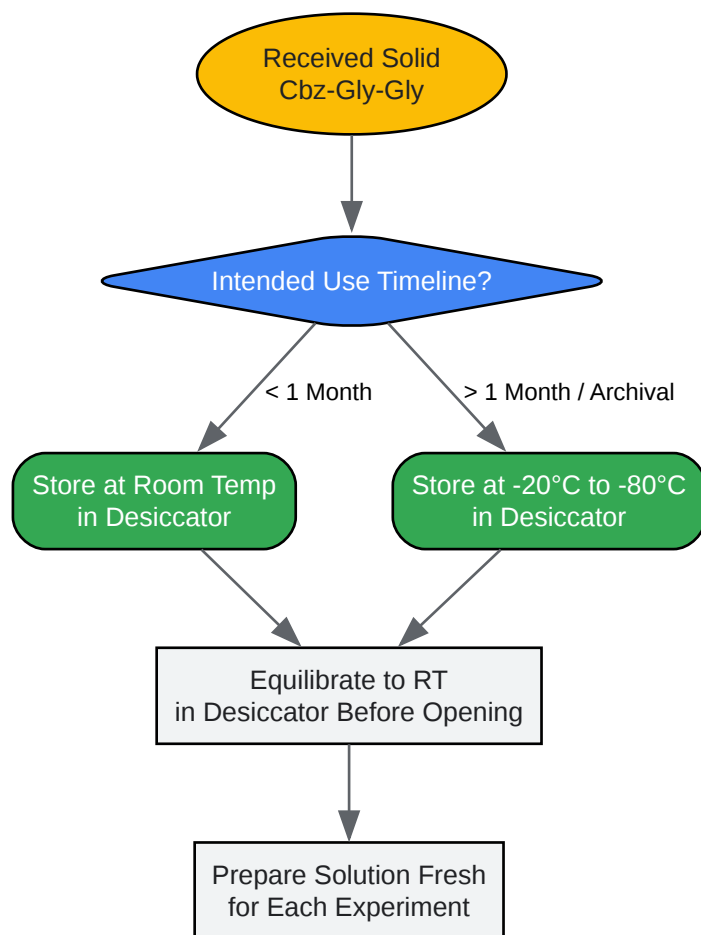 Received Solid
Cbz-Gly-Gly
Intended Use Timeline?
< 1 Month
> 1 Month / Archival
Store at Room Temp
in Desiccator
Store at -20°C to -80°C
in Desiccator
Equilibrate to RT
in Desiccator Before Opening
Prepare Solution Fresh
for Each Experiment